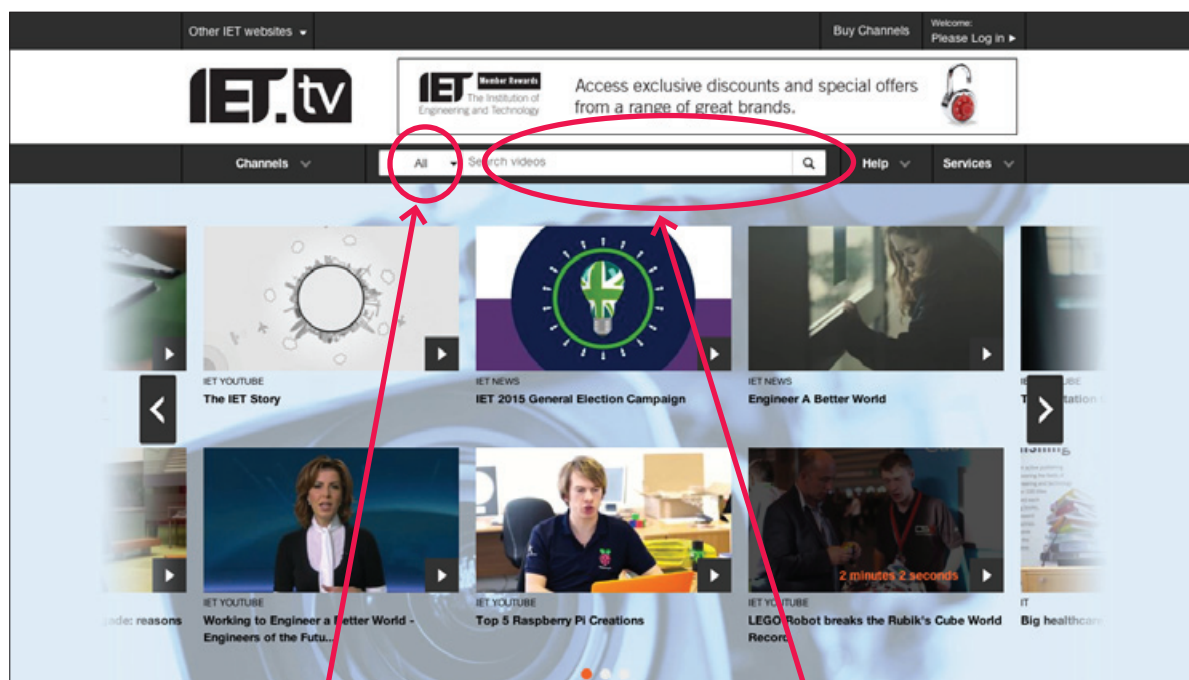 Other IET websites
Buy Channels
Welcome:
Please Log in
IET.tv
IET Member Rewards
The Institution of
Engineering and Technology
Access exclusive discounts and special offers
from a range of great brands.
Channels
All
Search videos
Help
Services
IET YOUTUBE
The IET Story
IET NEWS
IET 2015 General Election Campaign
IET NEWS
Engineer A Better World
2 minutes 2 seconds
reasons
IET YOUTUBE
Working to Engineer a Better World -
Engineers of the Futu...
IET YOUTUBE
Top 5 Raspberry Pi Creations
IET YOUTUBE
LEGO Robot breaks the Rubik's Cube World
Record
IT
Big healthcar